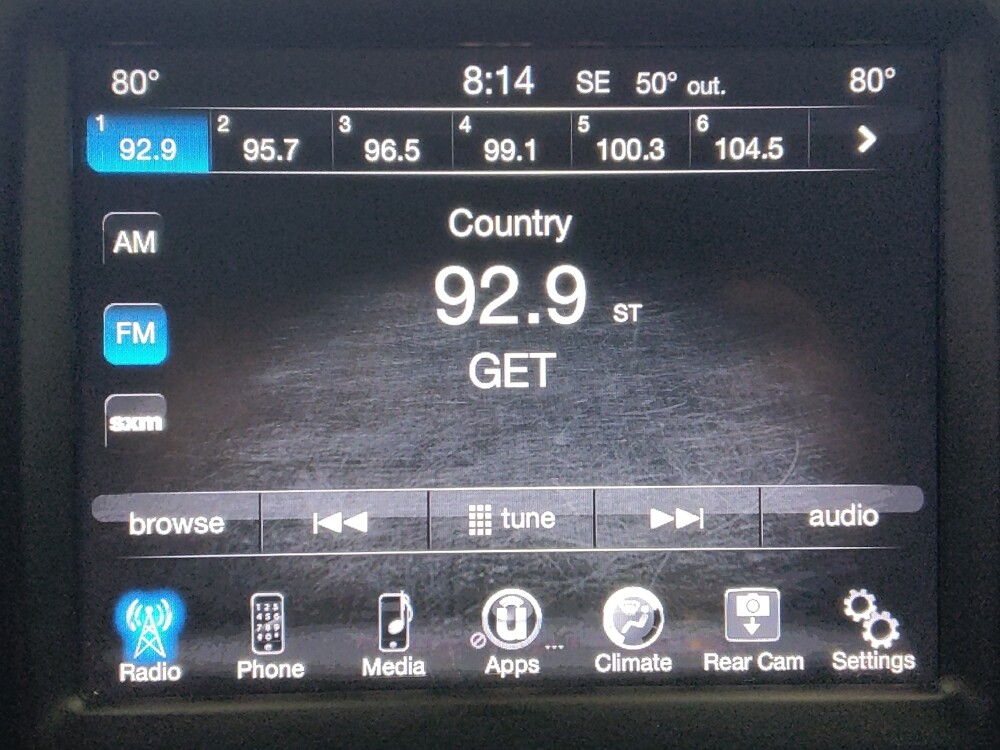 80° 8:14 SE 50° out. 80°
1 2 3 4 5 6
92.9 95.7 96.5 99.1 100.3 104.5
AM
Country
92.9 ST
FM
GET
sxm
browse tune audio
Radio Phone Media Apps ... Climate Rear Cam Settings